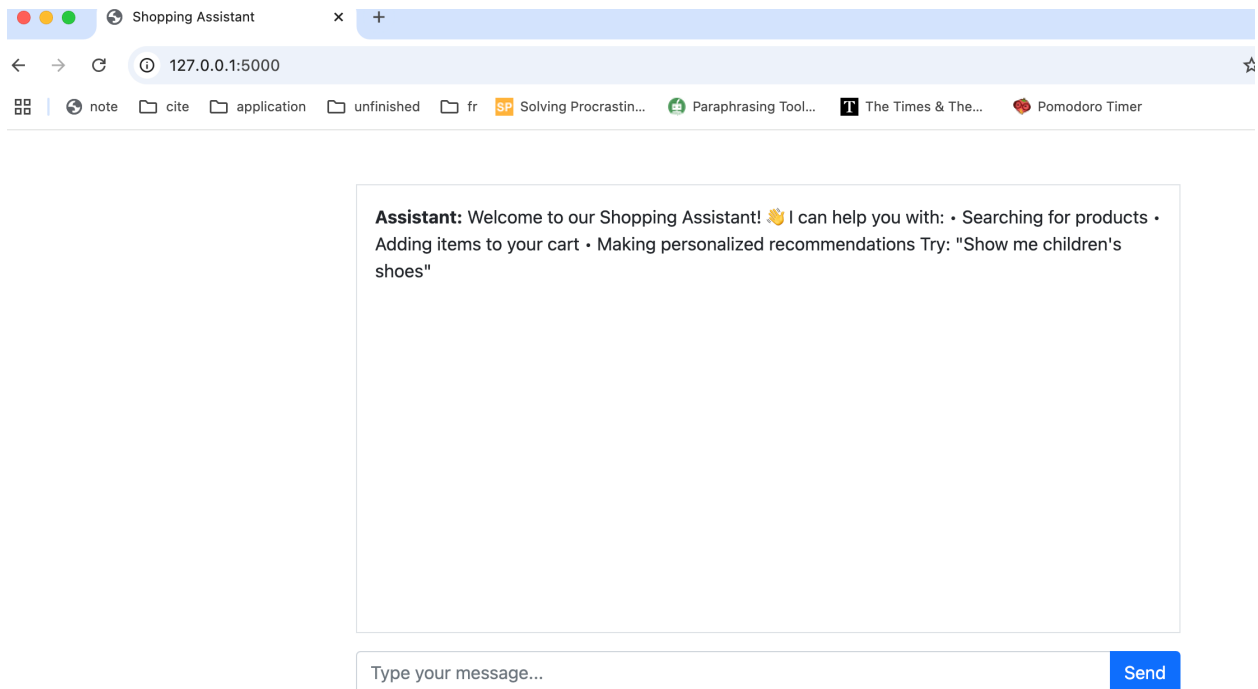 Shopping Assistant
127.0.0.1:5000
note cite application unfinished fr SP Solving Procrastin... Paraphrasing Tool... T The Times & The... Pomodoro Timer
Assistant: Welcome to our Shopping Assistant! 👋 I can help you with: • Searching for products •
Adding items to your cart • Making personalized recommendations Try: "Show me children's
shoes"
Type your message... Send